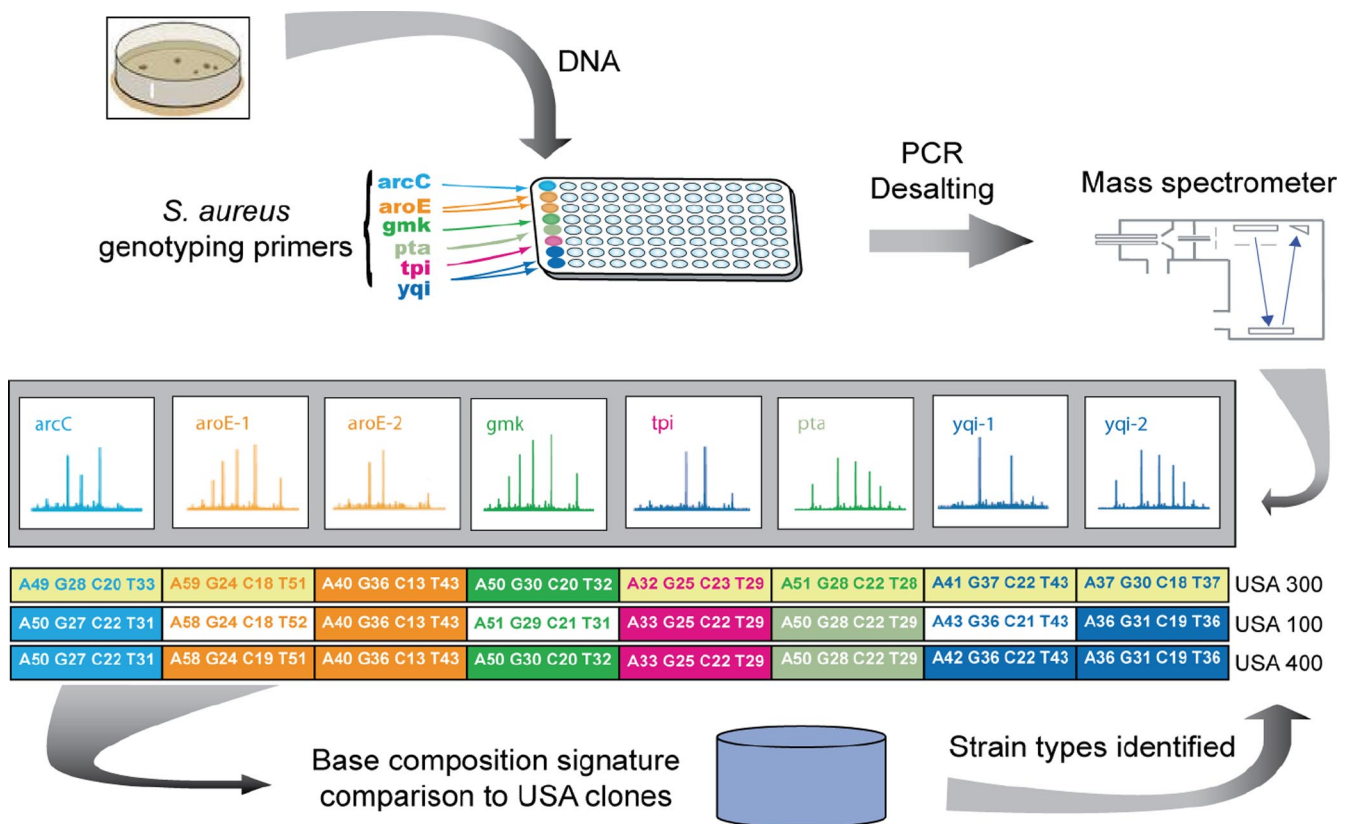 DNA
S. aureus
genotyping primers
arcC
aroE
gmk
pta
tpi
yqi
PCR
Desalting
Mass spectrometer
arcC
aroE-1
aroE-2
gmk
tpi
pta
yqi-1
yqi-2
A49 G28 C20 T33 A59 G24 C18 T51 A40 G36 C13 T43 A50 G30 C20 T32 A32 G25 C23 T29 A51 G28 C22 T28 A41 G37 C22 T43 A37 G30 C18 T37 USA 300
A50 G27 C22 T31 A58 G24 C18 T52 A40 G36 C13 T43 A51 G29 C21 T31 A33 G25 C22 T29 A50 G28 C22 T29 A43 G36 C21 T43 A36 G31 C19 T36 USA 100
A50 G27 C22 T31 A58 G24 C19 T51 A40 G36 C13 T43 A50 G30 C20 T32 A33 G25 C22 T29 A50 G28 C22 T29 A42 G36 C22 T43 A36 G31 C19 T36 USA 400
Base composition signature
comparison to USA clones
Strain types identified